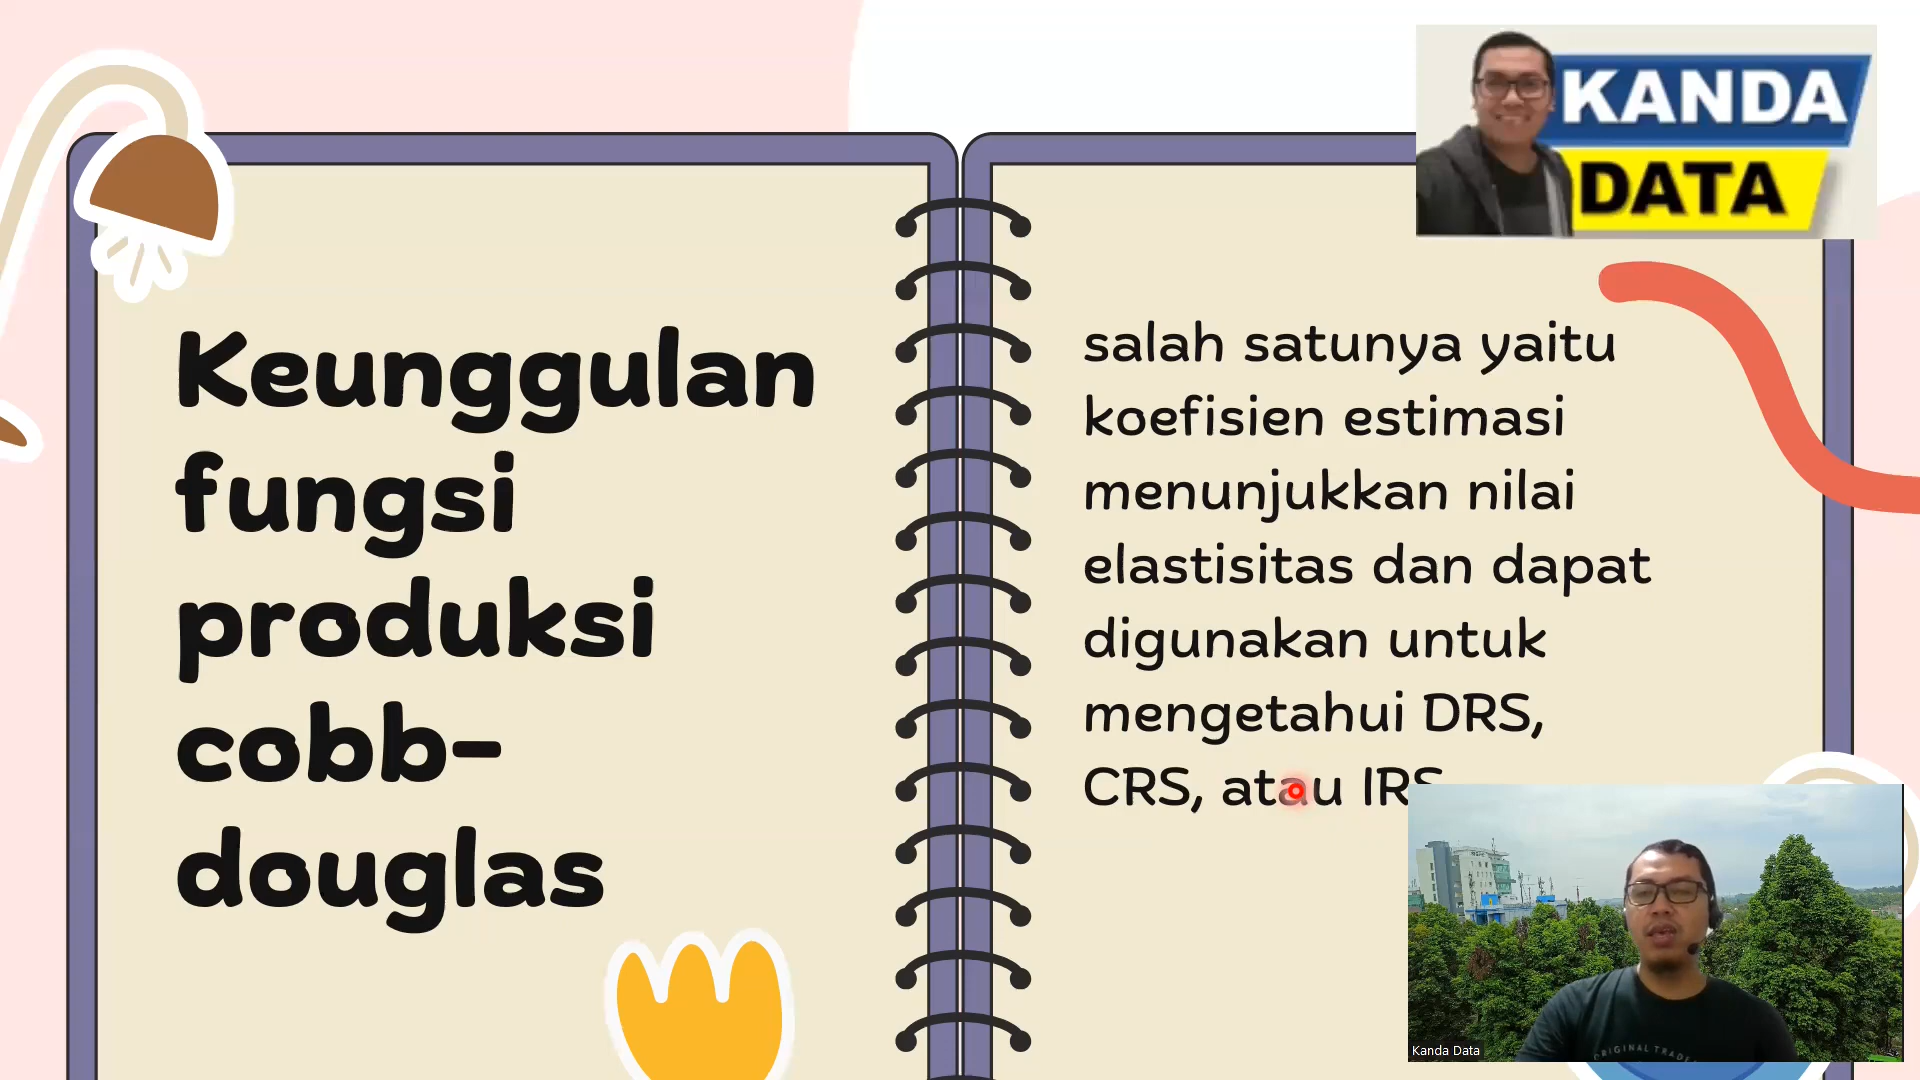 KANDA
DATA
Keunggulan
fungsi
produksi
cobb-
douglas
salah satunya yaitu
koefisien estimasi
menunjukkan nilai
elastisitas dan dapat
digunakan untuk
mengetahui DRS,
CRS, atau IRS
Kanda Data